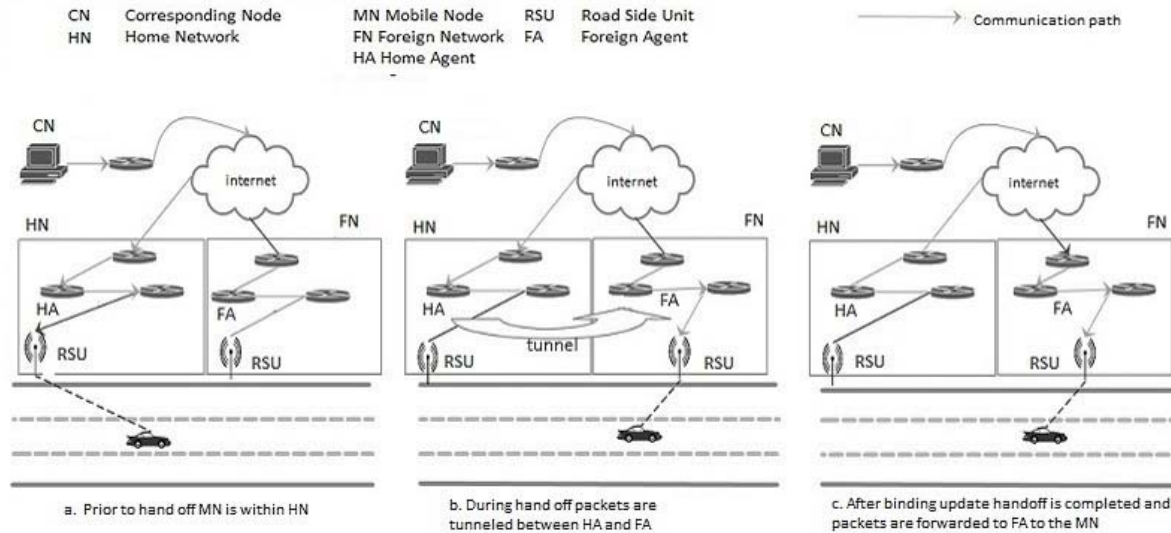 CN Corresponding Node MN Mobile Node RSU Road Side Unit Communication path
HN Home Network FN Foreign Network FA Foreign Agent
HA Home Agent
CN
internet
HN
FN
HA
FA
RSU
RSU
a. Prior to hand off MN is within HN
CN
internet
HN
FN
HA
FA
tunnel
RSU
RSU
b. During hand off packets are
tunneled between HA and FA
CN
internet
HN
FN
HA
FA
RSU
RSU
c. After binding update handoff is completed and
packets are forwarded to FA to the MN